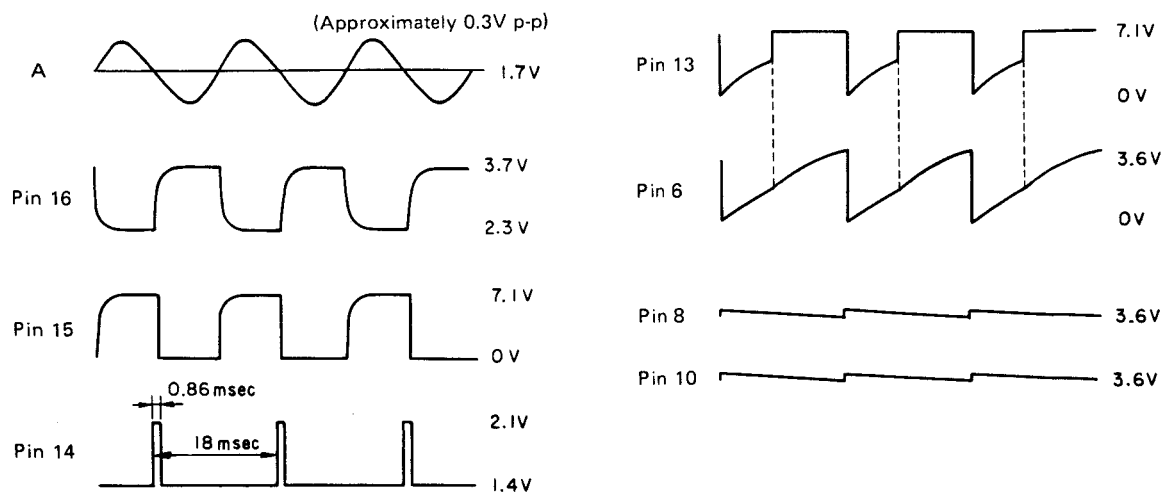 (Approximately 0.3V p-p)
A
1.7V
Pin 16
3.7V
2.3V
Pin 15
7.1V
0V
0.86msec
Pin 14
18msec
2.1V
1.4V
Pin 13
7.1V
0V
Pin 6
3.6V
0V
Pin 8
3.6V
Pin 10
3.6V